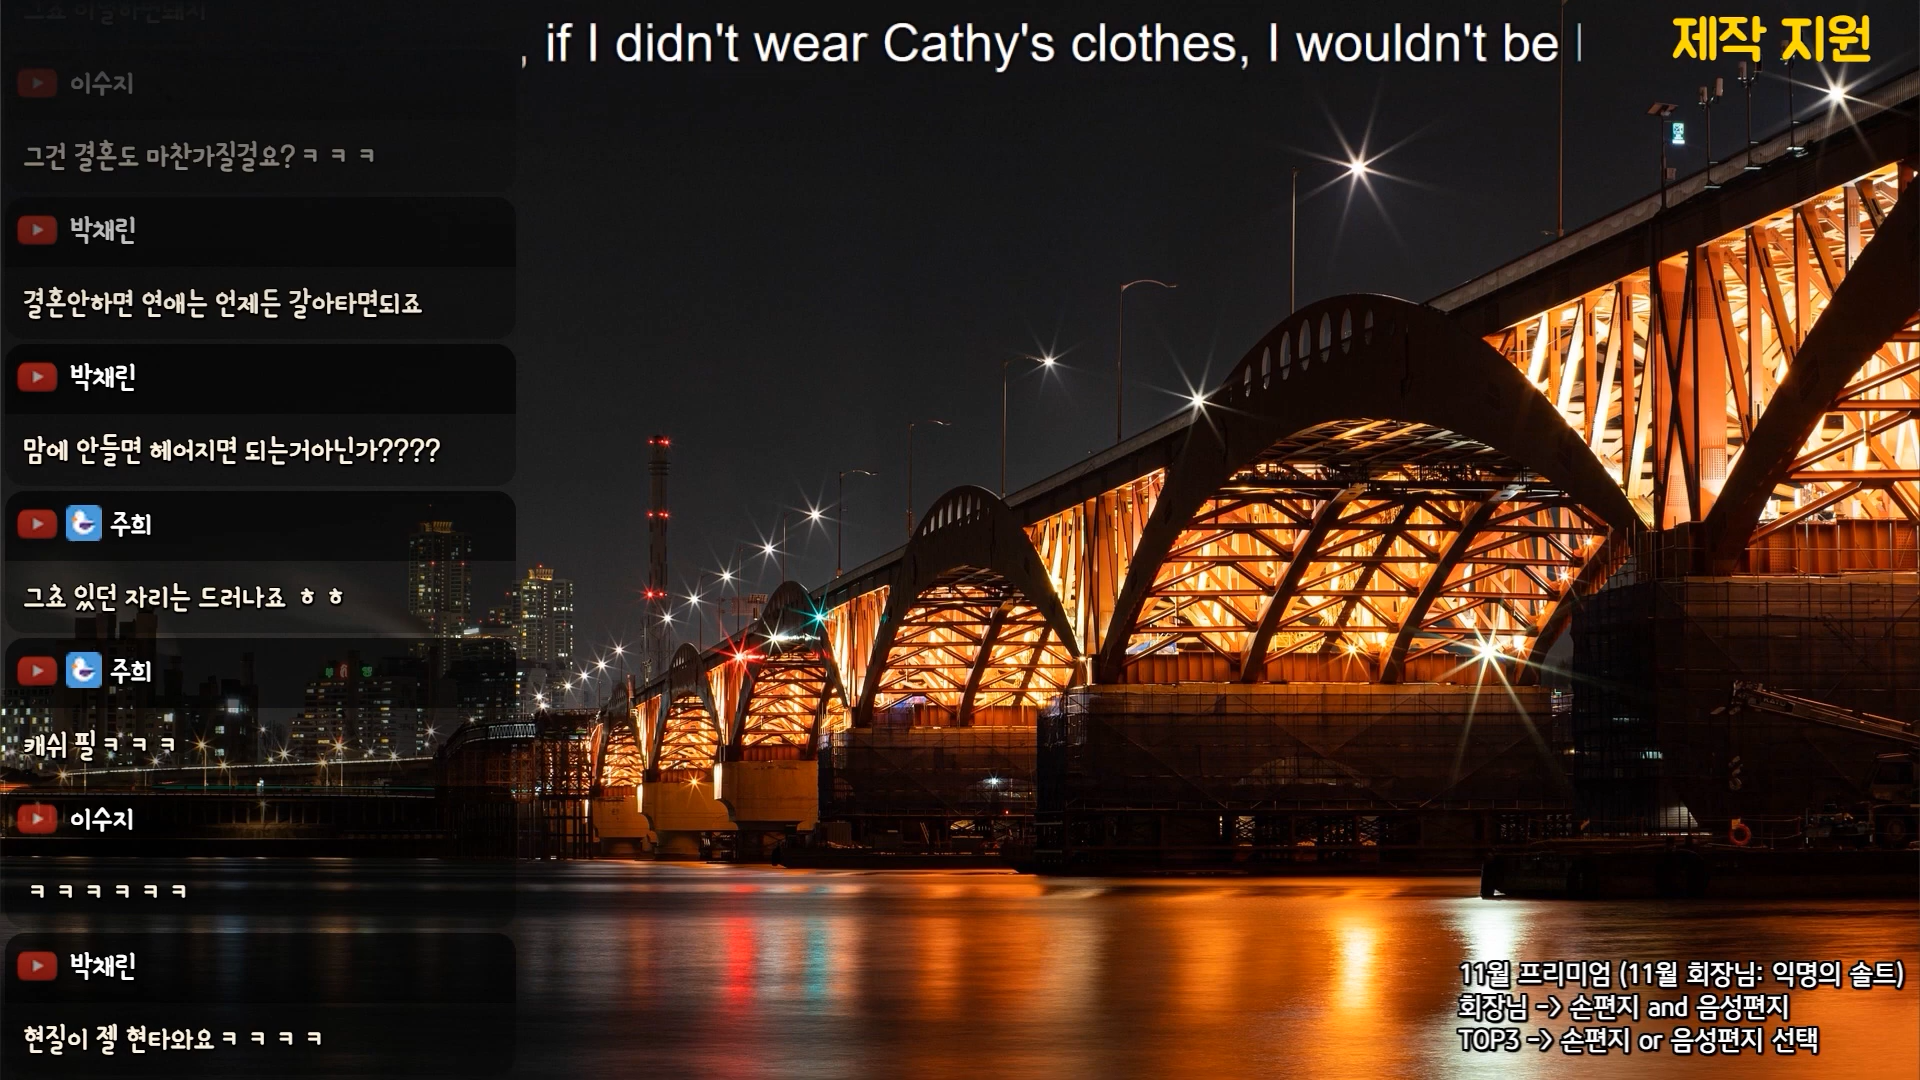 , if I didn't wear Cathy's clothes, I wouldn't be
제작 지원
이수지
그건 결혼도 마찬가질걸요?ㅋㅋㅋ
박채린
결혼안하면 연애는 언제든 갈아타면되죠
박채린
맘에 안들면 헤어지면 되는거아닌가????
주희
그쵸 있던 자리는 드러나죠 ㅎㅎ
주희
캐쉬 필ㅋㅋㅋ
이수지
ㅋㅋㅋㅋㅋㅋ
박채린
현질이 젤 현타와요ㅋㅋㅋㅋ
11월 프리미엄 (11월 회장님: 익명의 솔트)
회장님 -> 손편지 and 음성편지
TOP3 -> 손편지 or 음성편지 선택